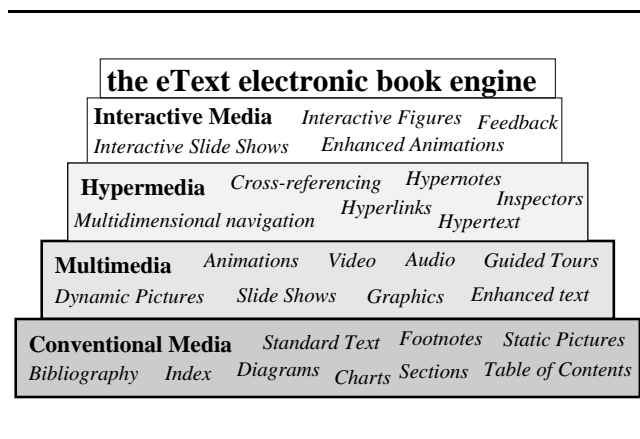 the eText electronic book engine
Interactive Media Interactive Figures Feedback
Interactive Slide Shows Enhanced Animations
Hypermedia Cross-referencing Hypernotes Inspectors
Multidimensional navigation Hyperlinks Hypertext
Multimedia Animations Video Audio Guided Tours
Dynamic Pictures Slide Shows Graphics Enhanced text
Conventional Media Standard Text Footnotes Static Pictures
Bibliography Index Diagrams Charts Sections Table of Contents